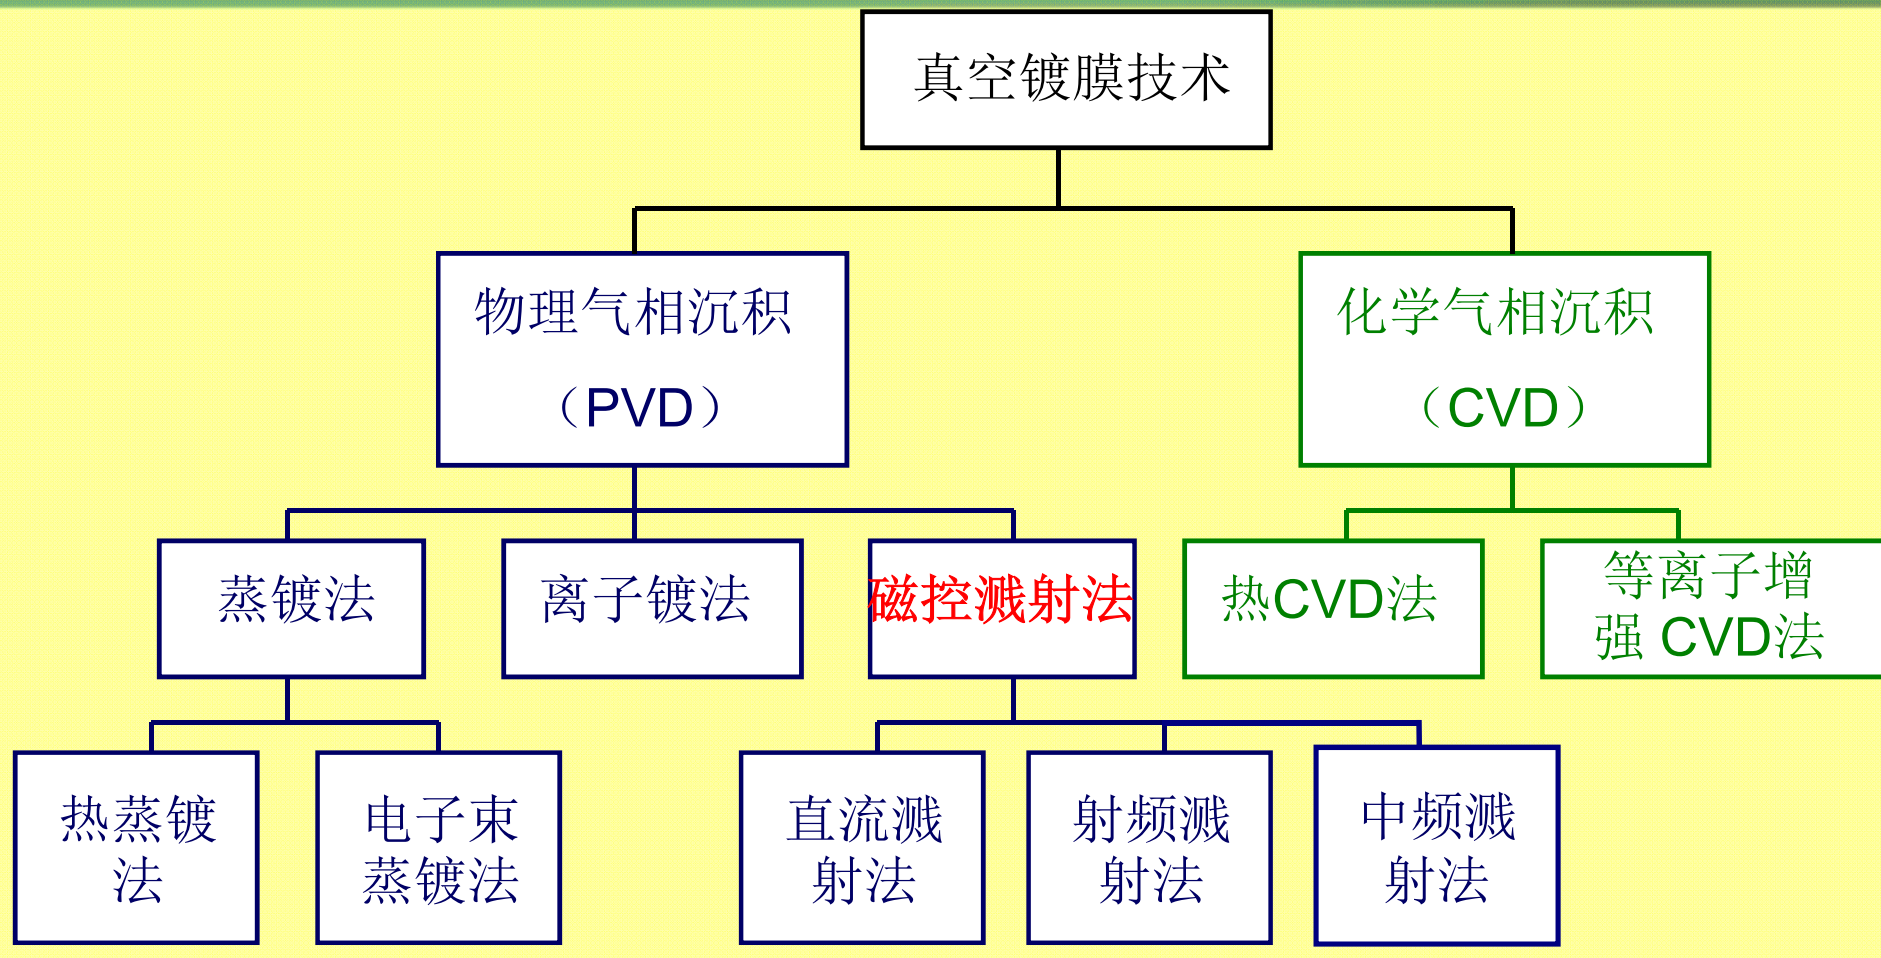 真空镀膜技术
物理气相沉积
（PVD）
化学气相沉积
（CVD）
蒸镀法
离子镀法
磁控溅射法
热CVD法
等离子增
强 CVD法
热蒸镀
法
电子束
蒸镀法
直流溅
射法
射频溅
射法
中频溅
射法